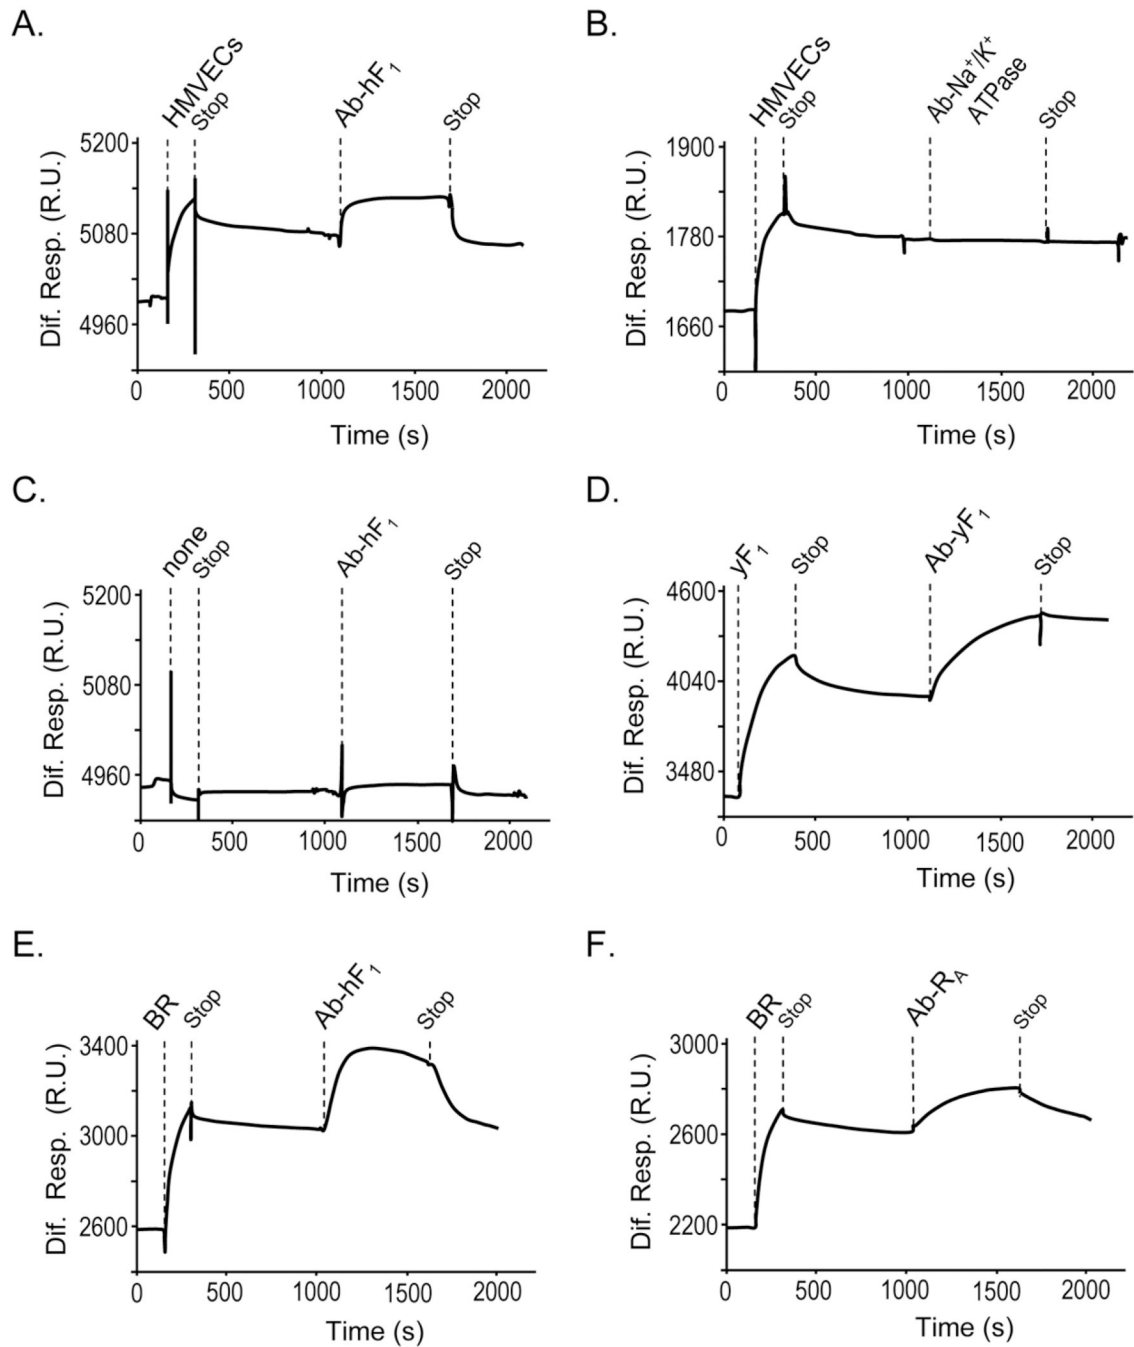 A.
HMVECs
Stop
Ab-hF1
Stop
5200
5080
4960
Dif. Resp. (R.U.)
0 500 1000 1500 2000
Time (s)
B.
HMVECs
Stop
Ab-Na+/K+
ATPase
Stop
1900
1780
1660
Dif. Resp. (R.U.)
0 500 1000 1500 2000
Time (s)
C.
none
Stop
Ab-hF1
Stop
5200
5080
4960
Dif. Resp. (R.U.)
0 500 1000 1500 2000
Time (s)
D.
yF1
Stop
Ab-yF1
Stop
4600
4040
3480
Dif. Resp. (R.U.)
0 500 1000 1500 2000
Time (s)
E.
BR
Stop
Ab-hF1
Stop
3400
3000
2600
Dif. Resp. (R.U.)
0 500 1000 1500 2000
Time (s)
F.
BR
Stop
Ab-RA
Stop
3000
2600
2200
Dif. Resp. (R.U.)
0 500 1000 1500 2000
Time (s)